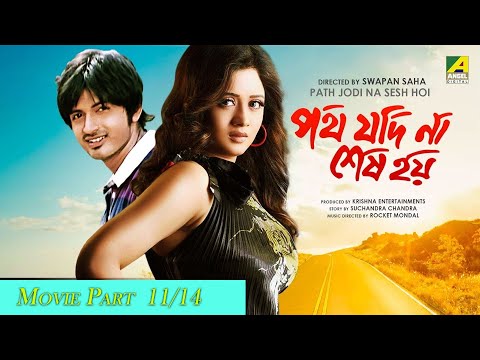 ANGEL
DIRECTED BY SWAPAN SAHA
PATH JODI NA SESH HOI
পথ যদি না
শেষ হয়
PRODUCED BY KRISHNA ENTERTAINMENTS
STORY BY SUCHANDRA CHANDRA
MUSIC DIRECTED BY ROCKET MONDAL
MOVIE PART 11/14